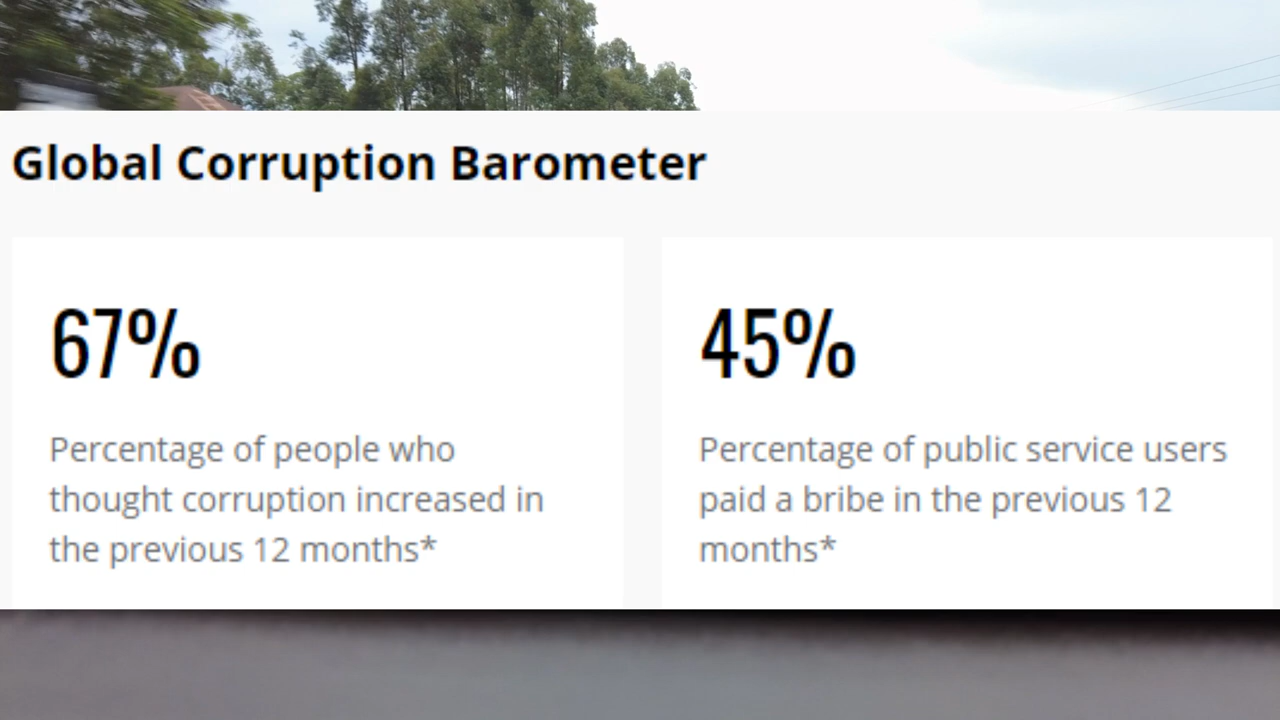 Global Corruption Barometer
67%
Percentage of people who
thought corruption increased in
the previous 12 months*
45%
Percentage of public service users
paid a bribe in the previous 12
months*